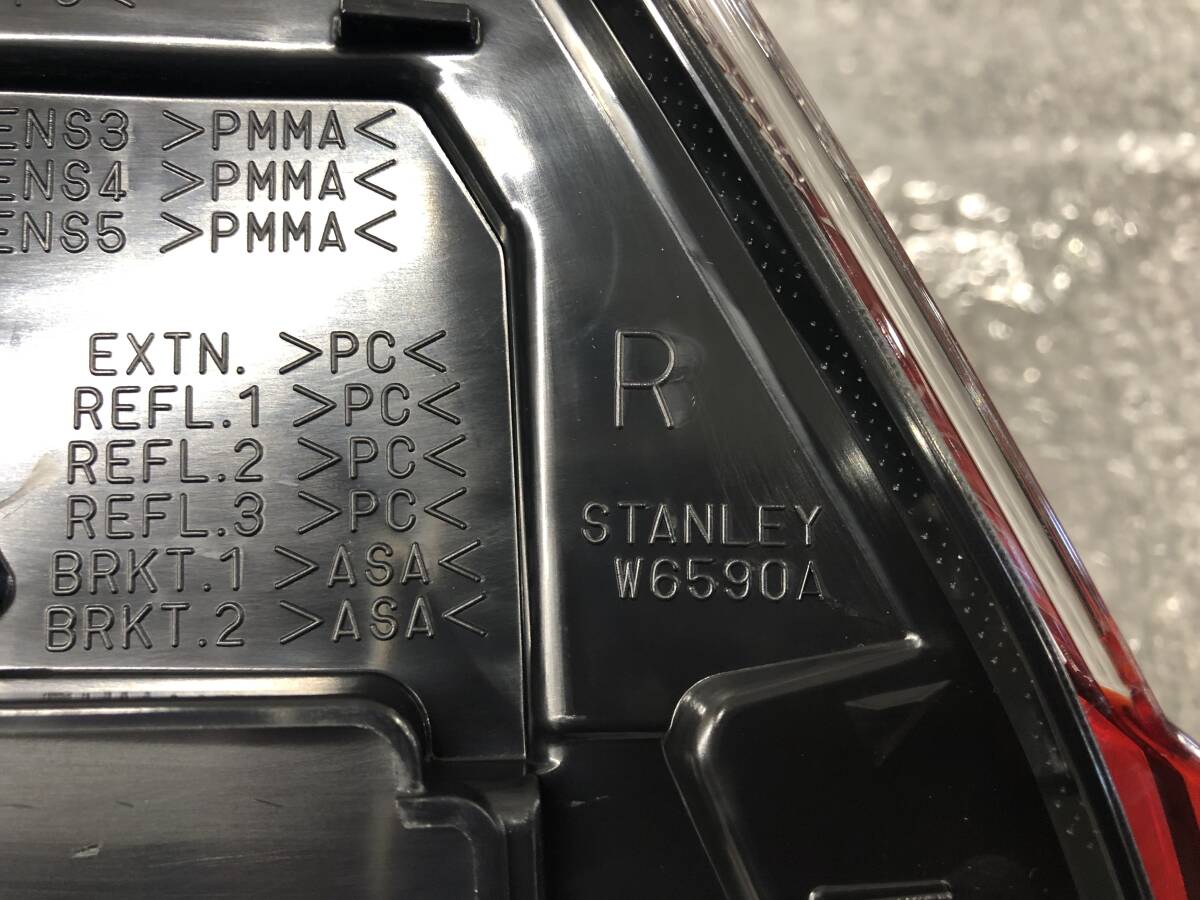 ENS3 >PMMA<
ENS4 >PMMA<
ENS5 >PMMA<
EXTN. >PC<
REFL.1 >PC<
REFL.2 >PC<
REFL.3 >PC<
BRKT.1 >ASA<
BRKT.2 >ASA<
R
STANLEY
W6590A